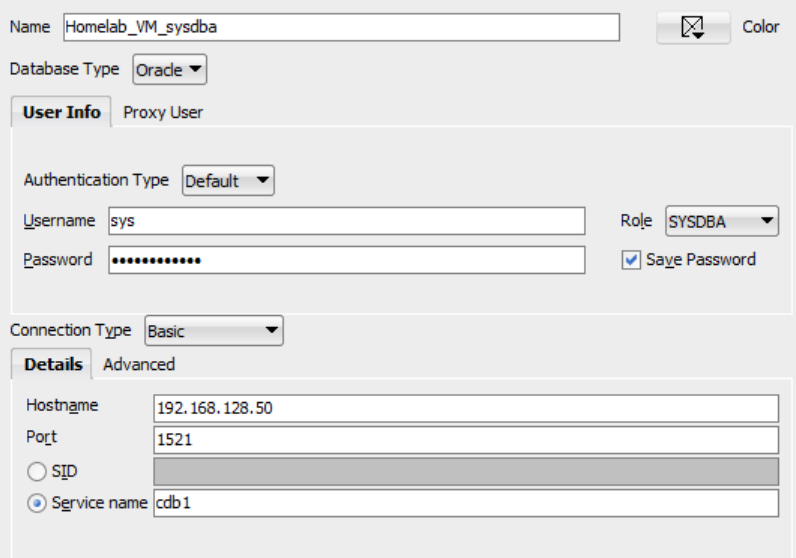 Name Homelab_VM_sysdba Color
Database Type Oracle
User Info Proxy User
Authentication Type Default
Username sys Role SYSDBA
Password •••••••••••• Save Password
Connection Type Basic
Details Advanced
Hostname 192.168.128.50
Port 1521
SID
Service name cdb1